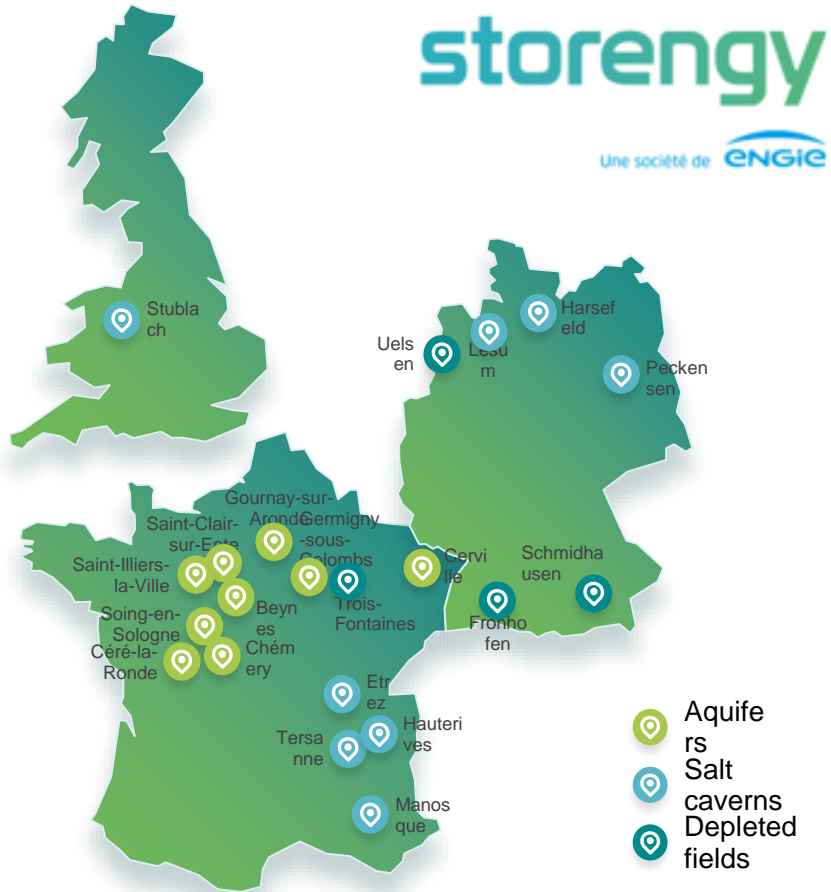 storengy
Une société de ENGIE
Stubla
ch
Harsef
eld
Uels
en
Lesu
m
Pecken
sen
Gournay-sur-
Aronde
Germigny
-sous-
Colombs
Saint-Clair-
sur-Epte
Saint-Illiers-
la-Ville
Cervi
lle
Schmidha
usen
Beyn
es
Trois-
Fontaines
Fronho
fen
Soing-en-
Sologne
Céré-la-
Ronde
Chém
ery
Etr
ez
Hauteri
ves
Tersa
nne
Manos
que
Aquife
rs
Salt
caverns
Depleted
fields